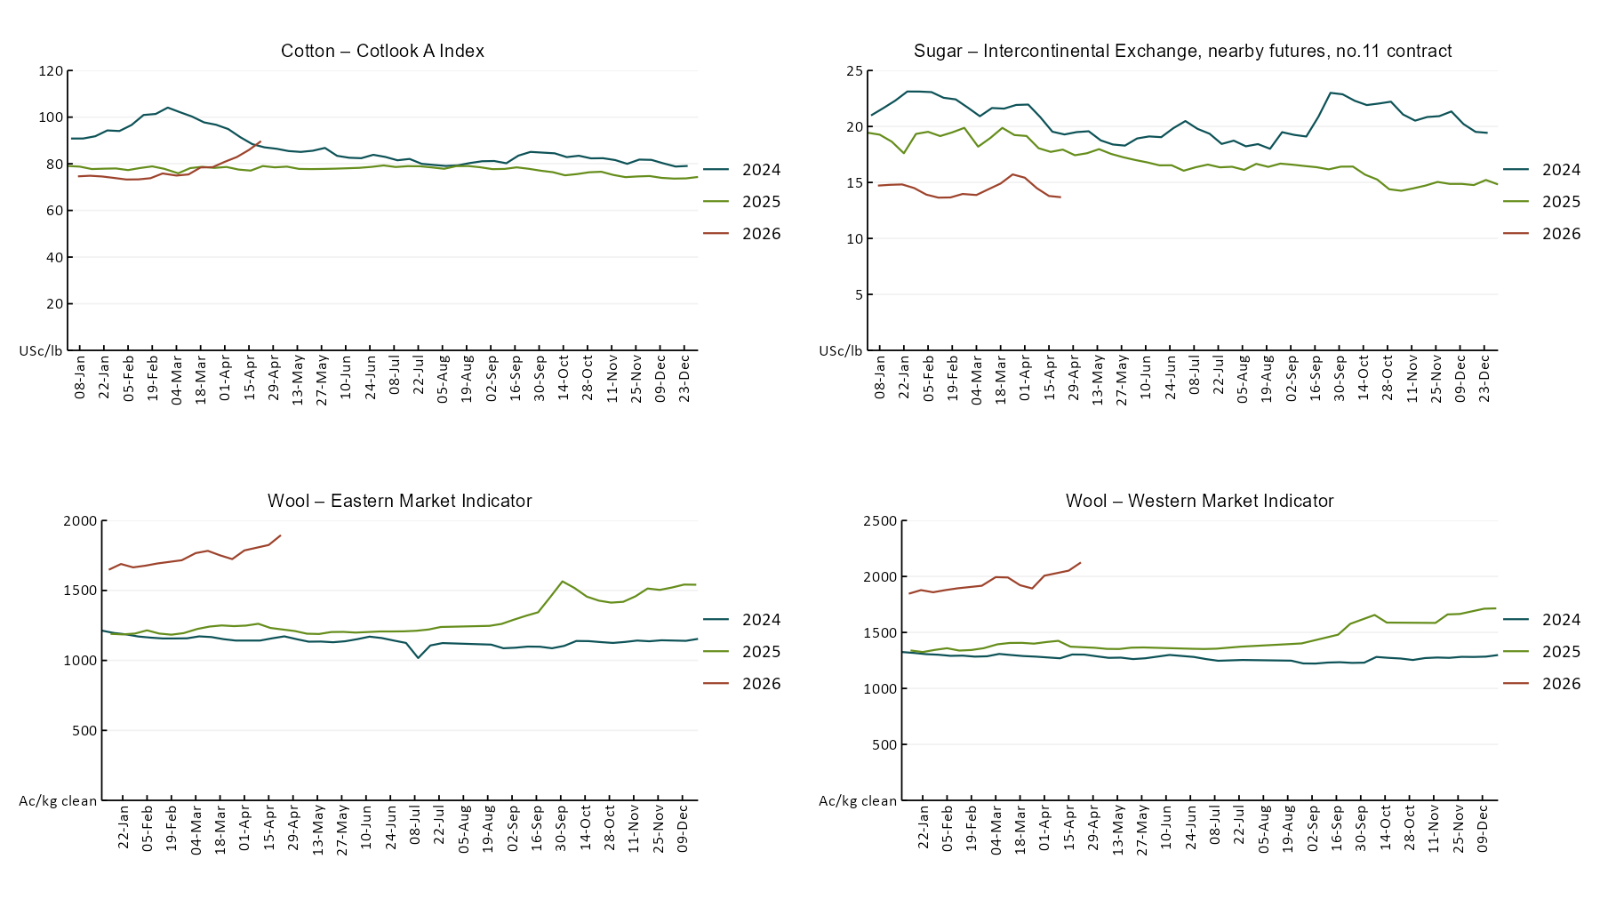 Cotton – Cotlook A Index
120
100
80
60
40
20
USc/lb
08-Jan
22-Jan
05-Feb
19-Feb
04-Mar
18-Mar
01-Apr
15-Apr
29-Apr
13-May
27-May
10-Jun
24-Jun
08-Jul
22-Jul
05-Aug
19-Aug
02-Sep
16-Sep
30-Sep
14-Oct
28-Oct
11-Nov
25-Nov
09-Dec
23-Dec
2024
2025
2026
Sugar – Intercontinental Exchange, nearby futures, no.11 contract
25
20
15
10
5
USc/lb
08-Jan
22-Jan
05-Feb
19-Feb
04-Mar
18-Mar
01-Apr
15-Apr
29-Apr
13-May
27-May
10-Jun
24-Jun
08-Jul
22-Jul
05-Aug
19-Aug
02-Sep
16-Sep
30-Sep
14-Oct
28-Oct
11-Nov
25-Nov
09-Dec
23-Dec
2024
2025
2026
Wool – Eastern Market Indicator
2000
1500
1000
500
Ac/kg clean
22-Jan
05-Feb
19-Feb
04-Mar
18-Mar
01-Apr
15-Apr
29-Apr
13-May
27-May
10-Jun
24-Jun
08-Jul
22-Jul
05-Aug
19-Aug
02-Sep
16-Sep
30-Sep
14-Oct
28-Oct
11-Nov
25-Nov
09-Dec
2024
2025
2026
Wool – Western Market Indicator
2500
2000
1500
1000
500
Ac/kg clean
22-Jan
05-Feb
19-Feb
04-Mar
18-Mar
01-Apr
15-Apr
29-Apr
13-May
27-May
10-Jun
24-Jun
08-Jul
22-Jul
05-Aug
19-Aug
02-Sep
16-Sep
30-Sep
14-Oct
28-Oct
11-Nov
25-Nov
09-Dec
2024
2025
2026